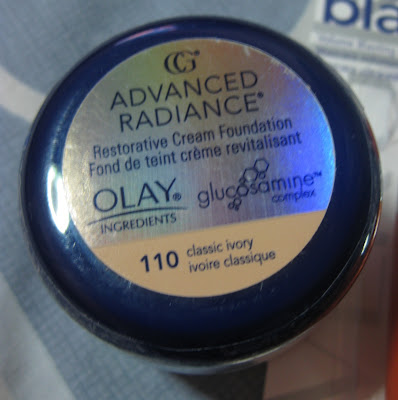 CG
ADVANCED
RADIANCE®
Restorative Cream Foundation
Fond de teint crème revitalisant
OLAY®
INGREDIENTS
glucosamine™
complex
110 classic ivory
ivoire classique
bla